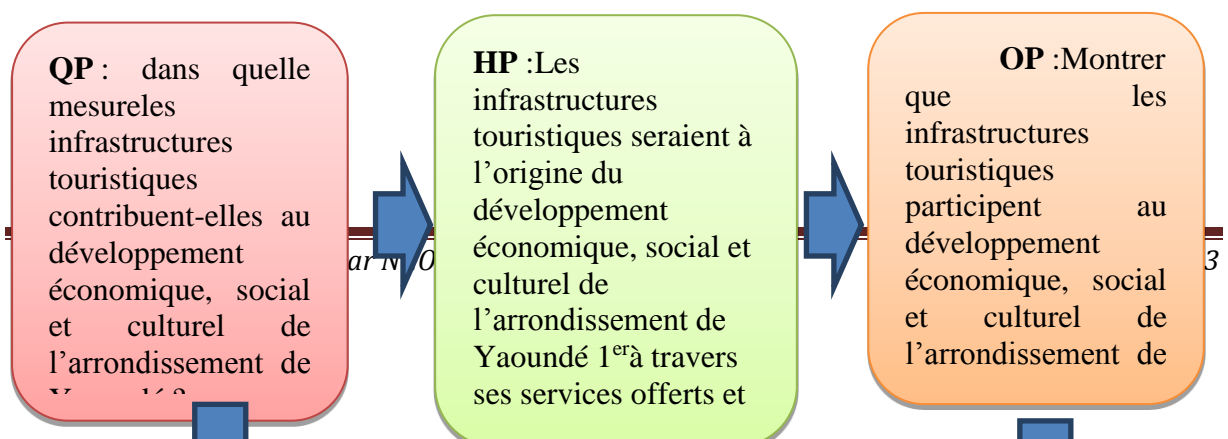 QP : dans quelle
mesureles
infrastructures
touristiques
contribuent-elles au
développement
économique, social
et culturel de
l’arrondissement de
HP :Les
infrastructures
touristiques seraient à
l’origine du
développement
économique, social et
culturel de
l’arrondissement de
Yaoundé 1erà travers
ses services offerts et
OP :Montrer
que les
infrastructures
touristiques
participent au
développement
économique, social
et culturel de
l’arrondissement de
ar N
3